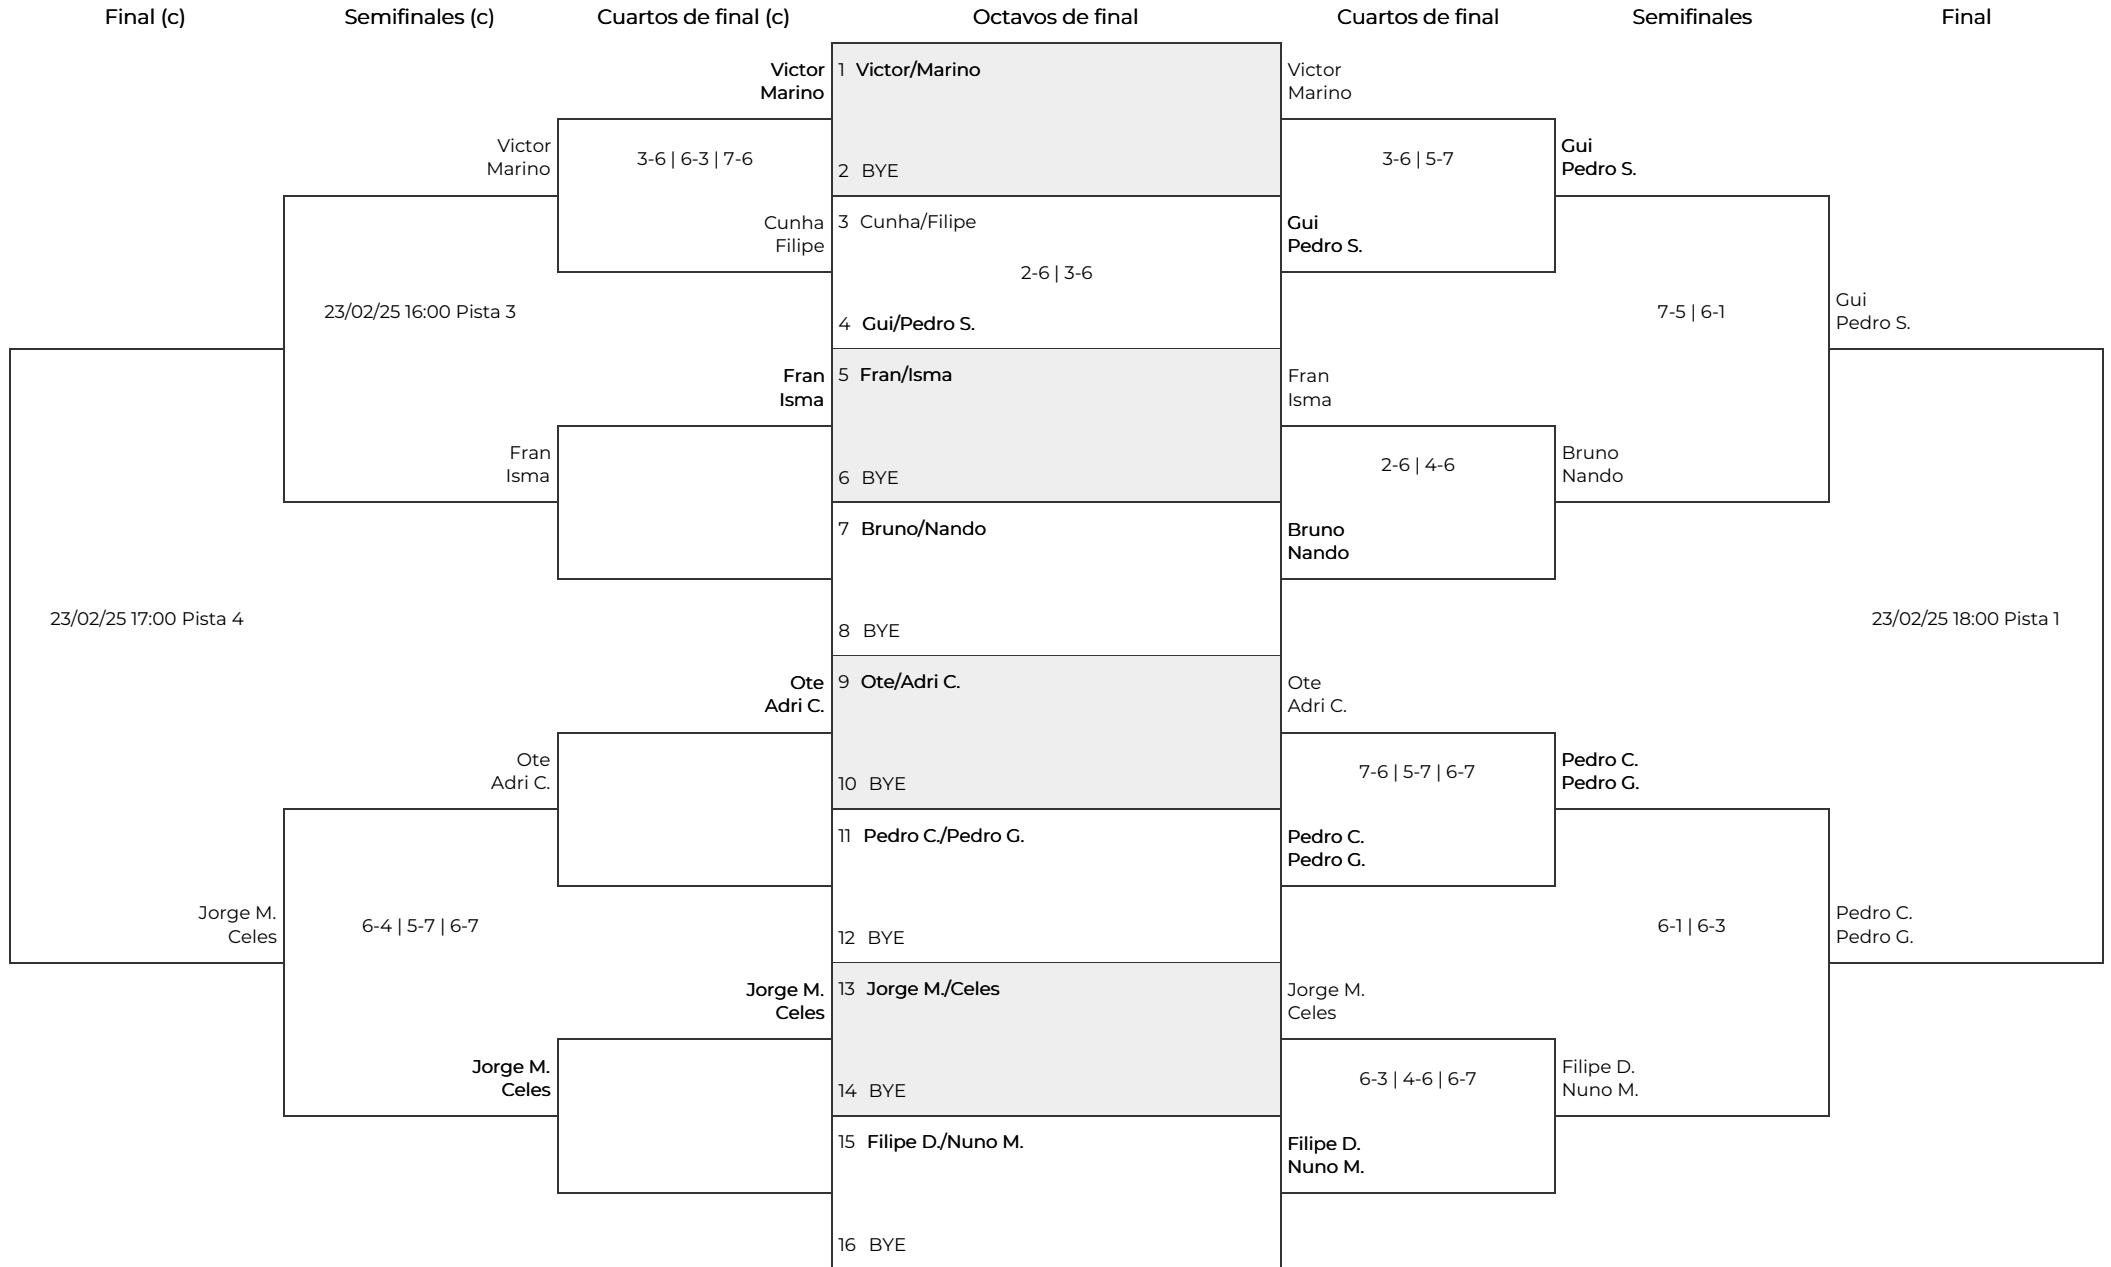 Final (c)
Semifinales (c)
Cuartos de final (c)
Octavos de final
Cuartos de final
Semifinales
Final
Victor
Marino
1 Victor/Marino
Victor
Marino
Victor
Marino
3-6 | 6-3 | 7-6
2 BYE
3-6 | 5-7
Gui
Pedro S.
Cunha
Filipe
3 Cunha/Filipe
Gui
Pedro S.
2-6 | 3-6
23/02/25 16:00 Pista 3
4 Gui/Pedro S.
7-5 | 6-1
Gui
Pedro S.
Fran
Isma
5 Fran/Isma
Fran
Isma
Fran
Isma
6 BYE
2-6 | 4-6
Bruno
Nando
7 Bruno/Nando
Bruno
Nando
23/02/25 17:00 Pista 4
8 BYE
23/02/25 18:00 Pista 1
Ote
Adri C.
9 Ote/Adri C.
Ote
Adri C.
Ote
Adri C.
10 BYE
7-6 | 5-7 | 6-7
Pedro C.
Pedro G.
11 Pedro C./Pedro G.
Pedro C.
Pedro G.
Jorge M.
Celes
6-4 | 5-7 | 6-7
12 BYE
6-1 | 6-3
Pedro C.
Pedro G.
Jorge M.
Celes
13 Jorge M./Celes
Jorge M.
Celes
Jorge M.
Celes
14 BYE
6-3 | 4-6 | 6-7
Filipe D.
Nuno M.
15 Filipe D./Nuno M.
Filipe D.
Nuno M.
16 BYE